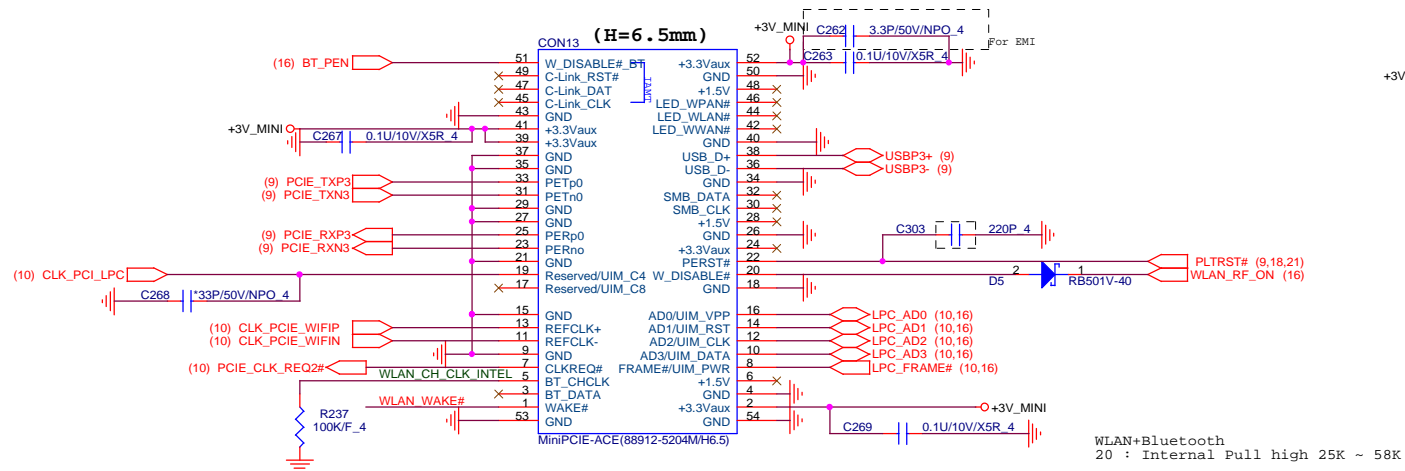 +3V_MINI
C262 3.3P/50V/NPO_4
For EMI
C263 0.1U/10V/X5R_4
+3V
(H=6.5mm)
CON13
(16) BT_PEN
51 W_DISABLE#_BT
49 C-Link_RST#
47 C-Link_DAT
45 C-Link_CLK
IAMT
43 GND
+3V_MINI
C267 0.1U/10V/X5R_4
41 +3.3Vaux
39 +3.3Vaux
37 GND
35 GND
(9) PCIE_TXP3
33 PETp0
(9) PCIE_TXN3
31 PETn0
29 GND
27 GND
(9) PCIE_RXP3
25 PERp0
(9) PCIE_RXN3
23 PERno
21 GND
(10) CLK_PCI_LPC
19 Reserved/UIM_C4
17 Reserved/UIM_C8
C268 *33P/50V/NPO_4
15 GND
(10) CLK_PCIE_WIFIP
13 REFCLK+
(10) CLK_PCIE_WIFIN
11 REFCLK-
9 GND
(10) PCIE_CLK_REQ2#
7 CLKREQ#
WLAN_CH_CLK_INTEL
5 BT_CHCLK
3 BT_DATA
WLAN_WAKE#
1 WAKE#
53 GND
R237
100K/F_4
+3.3Vaux 52
GND 50
+1.5V 48
LED_WPAN# 46
LED_WLAN# 44
LED_WWAN# 42
GND 40
USB_D+ 38
USBP3+ (9)
USB_D- 36
USBP3- (9)
GND 34
SMB_DATA 32
SMB_CLK 30
+1.5V 28
GND 26
+3.3Vaux 24
C303 220P_4
PERST# 22
PLTRST# (9,18,21)
W_DISABLE# 20
D5 2 1 RB501V-40
WLAN_RF_ON (16)
GND 18
AD0/UIM_VPP 16
LPC_AD0 (10,16)
AD1/UIM_RST 14
LPC_AD1 (10,16)
AD2/UIM_CLK 12
LPC_AD2 (10,16)
AD3/UIM_DATA 10
LPC_AD3 (10,16)
FRAME#/UIM_PWR 8
LPC_FRAME# (10,16)
+1.5V 6
GND 4
+3.3Vaux 2
+3V_MINI
GND 54
C269 0.1U/10V/X5R_4
MiniPCIE-ACE(88912-5204M/H6.5)
WLAN+Bluetooth
20 : Internal Pull high 25K ~ 58K